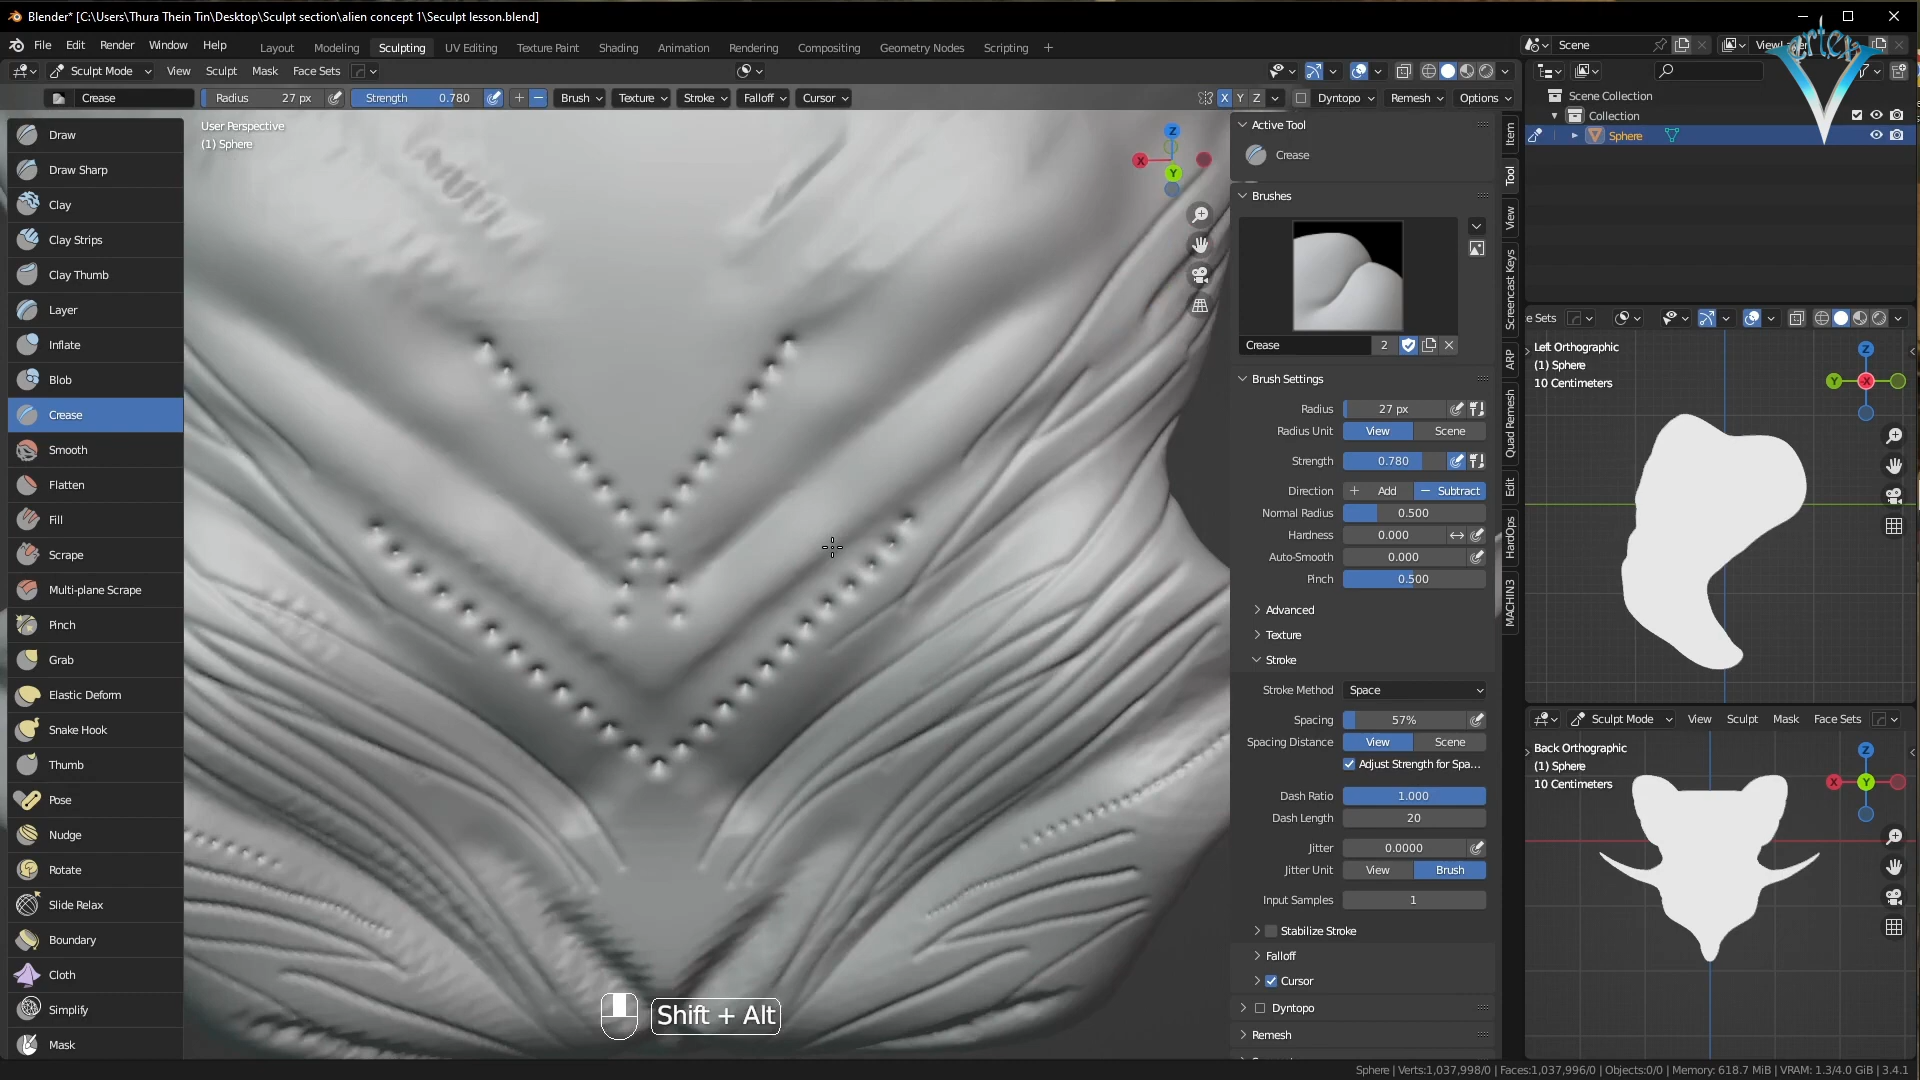 Blender* [C:\Users\Thura Thein Tin\Desktop\Sculpt section\alien concept 1\Seculpt lesson.blend]
File Edit Render Window Help Layout Modeling Sculpting UV Editing Texture Paint Shading Animation Rendering Compositing Geometry Nodes Scripting + Scene
Sculpt Mode View Sculpt Mask Face Sets
Crease Radius 27 px Strength 0.780 Brush Texture Stroke Falloff Cursor X Y Z Dyntopo Remesh Options
Draw
Draw Sharp
Clay
Clay Strips
Clay Thumb
Layer
Inflate
Blob
Crease
Smooth
Flatten
Fill
Scrape
Multi-plane Scrape
Pinch
Grab
Elastic Deform
Snake Hook
Thumb
Pose
Nudge
Rotate
Slide Relax
Boundary
Cloth
Simplify
Mask
User Perspective
(1) Sphere
Z
X
Y
Shift + Alt
Active Tool
Crease
Brushes
Crease 2
Brush Settings
Radius 27 px
Radius Unit View Scene
Strength 0.780
Direction Add Subtract
Normal Radius 0.500
Hardness 0.000
Auto-Smooth 0.000
Pinch 0.500
Advanced
Texture
Stroke
Stroke Method Space
Spacing 57%
Spacing Distance View Scene
Adjust Strength for Spa...
Dash Ratio 1.000
Dash Length 20
Jitter 0.0000
Jitter Unit View Brush
Input Samples 1
Stabilize Stroke
Falloff
Cursor
Dyntopo
Remesh
Item
Tool
View
Screencast Keys
ARP
Quad Remesh
Edit
HardOps
MACHIN3
Scene Collection
Collection
Sphere
e Sets
Left Orthographic
(1) Sphere
10 Centimeters
Z
Y X
Sculpt Mode View Sculpt Mask Face Sets
Back Orthographic
(1) Sphere
10 Centimeters
Z
X Y
Sphere | Verts:1,037,998/0 | Faces:1,037,996/0 | Objects:0/0 | Memory: 618.7 MiB | VRAM: 1.3/4.0 GiB | 3.4.1